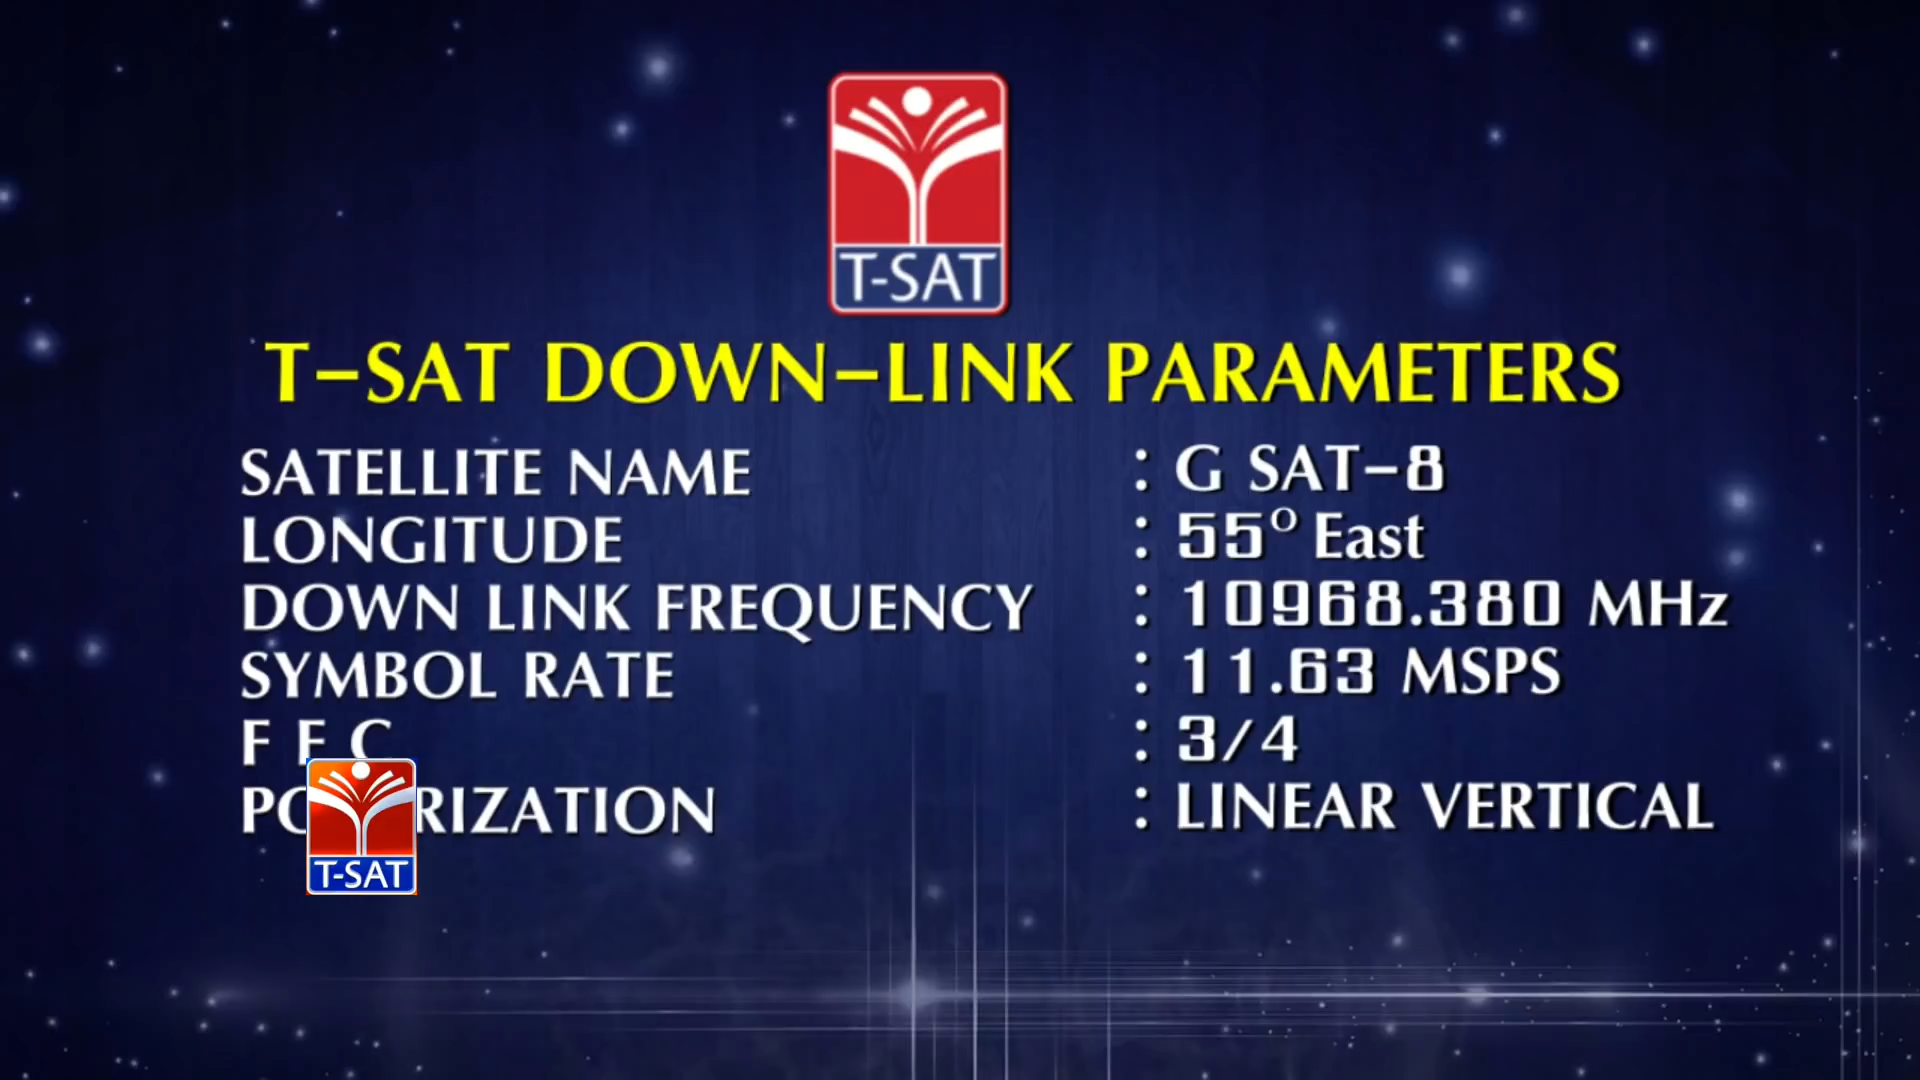 T-SAT
T-SAT DOWN-LINK PARAMETERS
SATELLITE NAME : G SAT-8
LONGITUDE : 55° East
DOWN LINK FREQUENCY : 10968.380 MHz
SYMBOL RATE : 11.63 MSPS
F E C : 3/4
: LINEAR VERTICAL
T-SAT